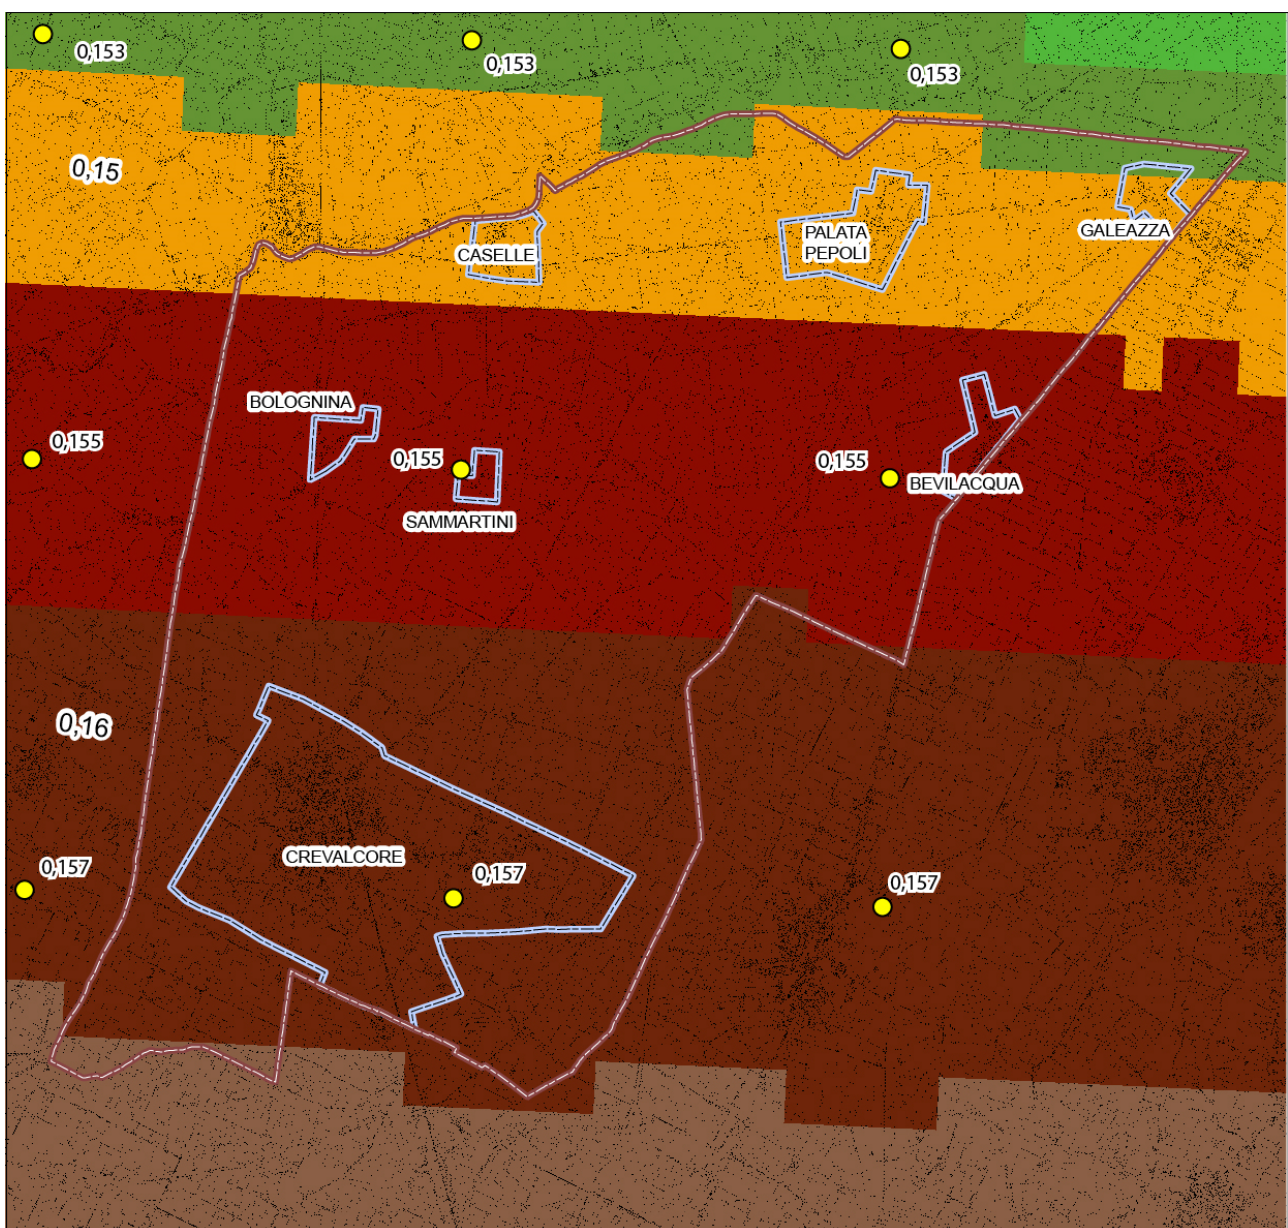 0,153
0,153
0,153
0,15
CASELLE
PALATA
PEPOLI
GALEAZZA
BOLOGNINA
0,155
0,155
0,155
BEVILACQUA
SAMMARTINI
0,16
CREVALCORE
0,157
0,157
0,157